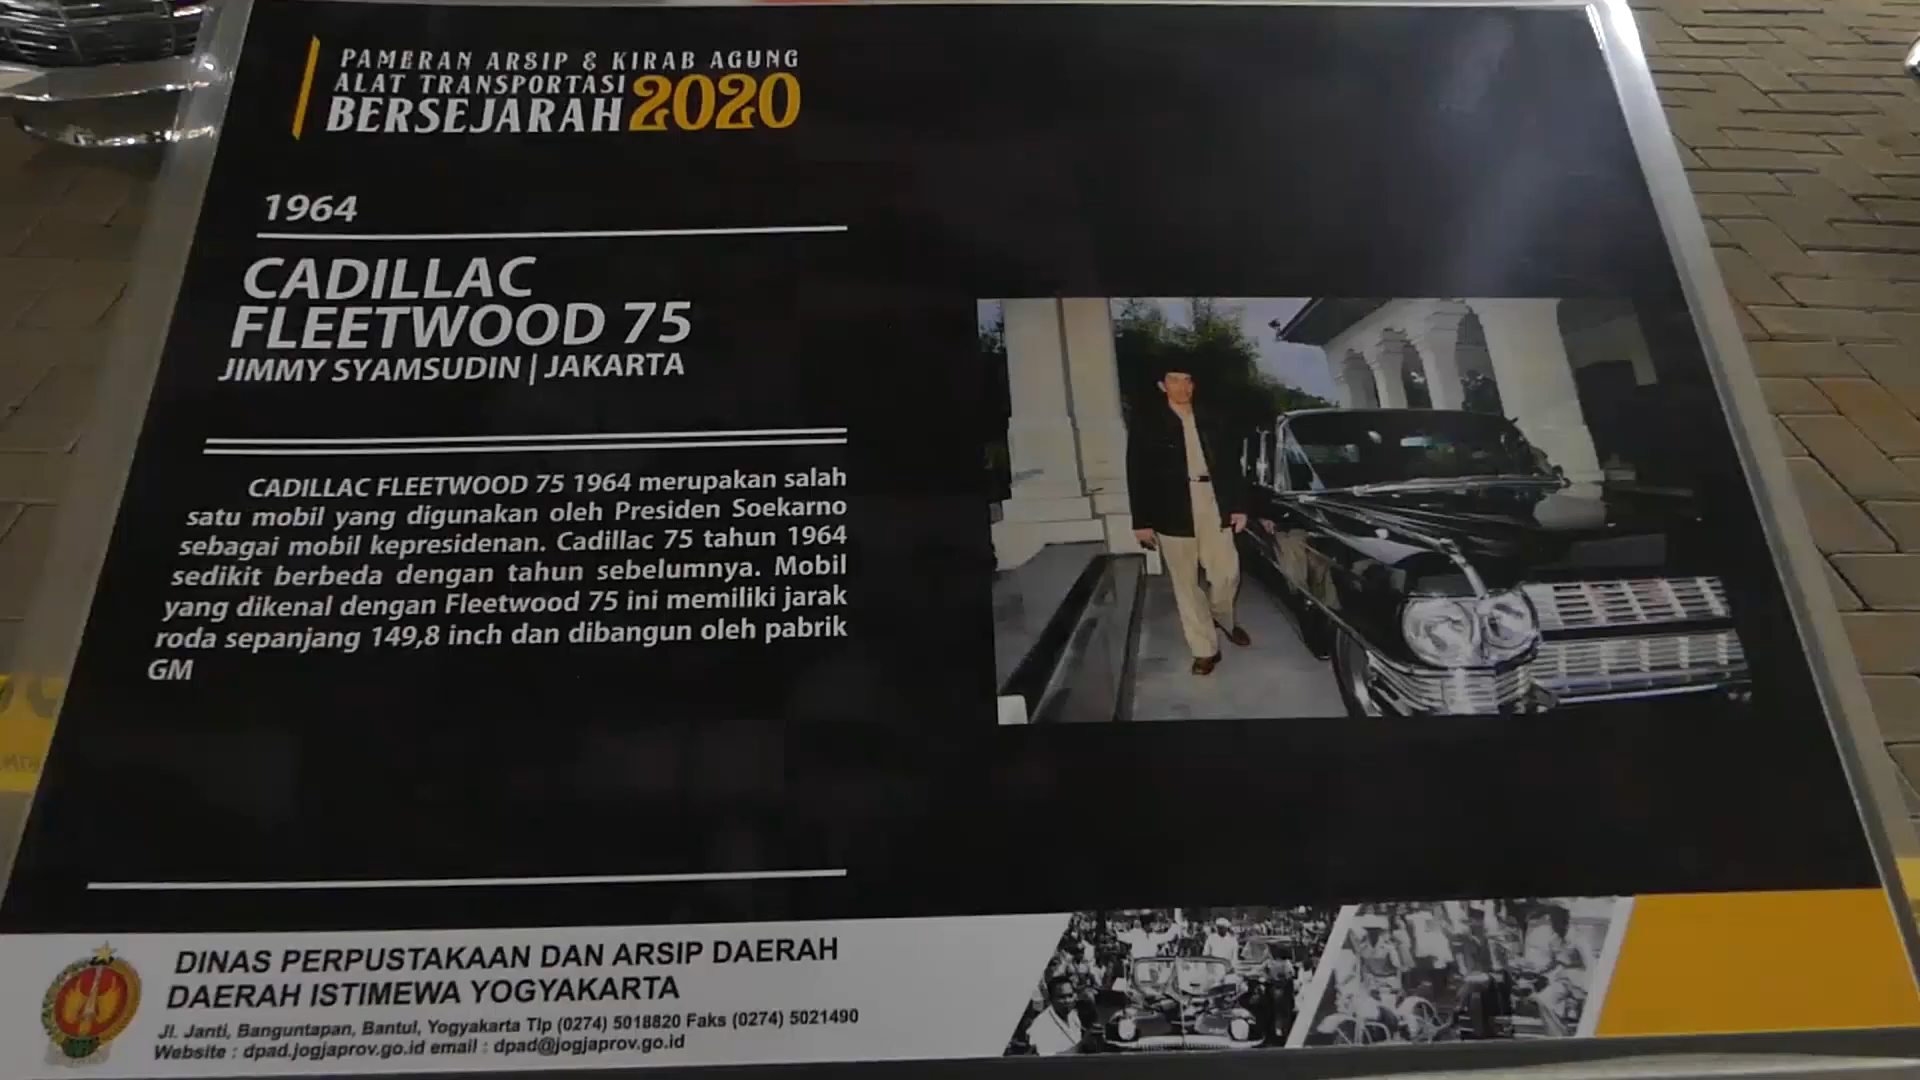 PAMERAN ARSIP & KIRAB AGUNG
ALAT TRANSPORTASI
BERSEJARAH 2020
1964
CADILLAC
FLEETWOOD 75
JIMMY SYAMSUDIN | JAKARTA
CADILLAC FLEETWOOD 75 1964 merupakan salah
satu mobil yang digunakan oleh Presiden Soekarno
sebagai mobil kepresidenan. Cadillac 75 tahun 1964
sedikit berbeda dengan tahun sebelumnya. Mobil
yang dikenal dengan Fleetwood 75 ini memiliki jarak
roda sepanjang 149,8 inch dan dibangun oleh pabrik
GM
DINAS PERPUSTAKAAN DAN ARSIP DAERAH
DAERAH ISTIMEWA YOGYAKARTA
Jl. Janti, Banguntapan, Bantul, Yogyakarta Tlp (0274) 5018820 Faks (0274) 5021490
Website : dpad.jogjaprov.go.id email : dpad@jogjaprov.go.id